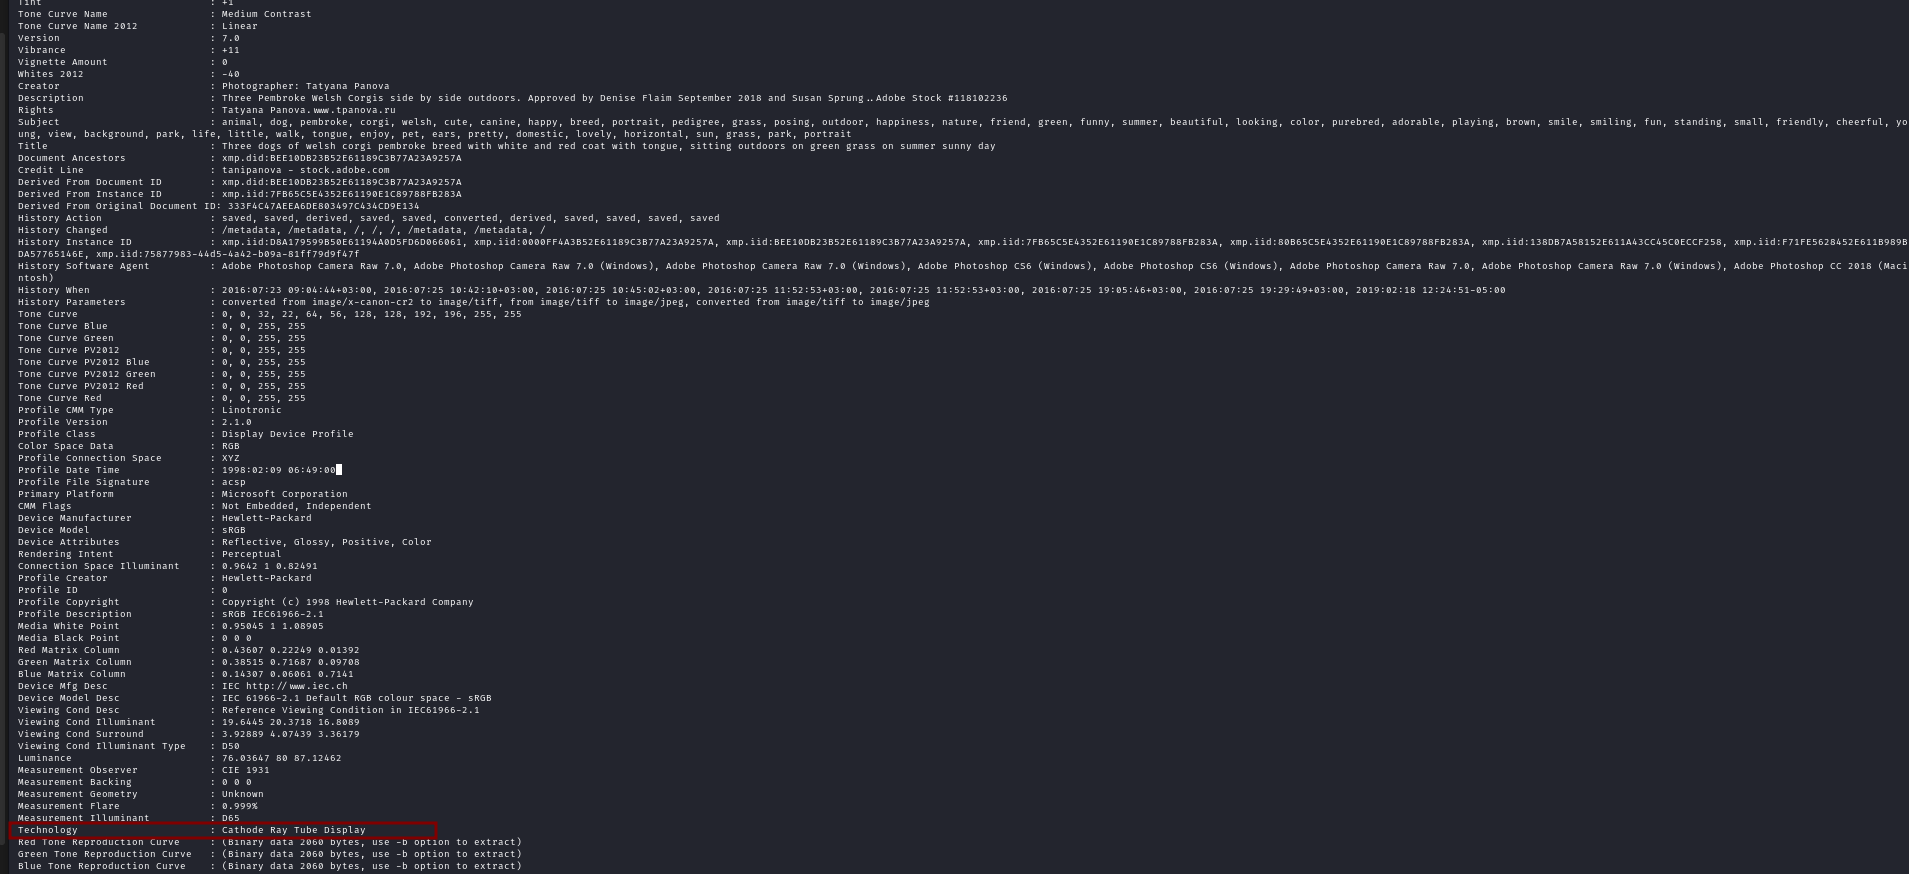 Tint                            : +1
Tone Curve Name                 : Medium Contrast
Tone Curve Name 2012            : Linear
Version                         : 7.0
Vibrance                        : +11
Vignette Amount                 : 0
Whites 2012                     : -40
Creator                         : Photographer: Tatyana Panova
Description                     : Three Pembroke Welsh Corgis side by side outdoors. Approved by Denise Flaim September 2018 and Susan Sprung..Adobe Stock #118102236
Rights                          : Tatyana Panova.www.tpanova.ru
Subject                         : animal, dog, pembroke, corgi, welsh, cute, canine, happy, breed, portrait, pedigree, grass, posing, outdoor, happiness, nature, friend, green, funny, summer, beautiful, looking, color, purebred, adorable, playing, brown, smile, smiling, fun, standing, small, friendly, cheerful, yo
ung, view, background, park, life, little, walk, tongue, enjoy, pet, ears, pretty, domestic, lovely, horizontal, sun, grass, park, portrait
Title                           : Three dogs of welsh corgi pembroke breed with white and red coat with tongue, sitting outdoors on green grass on summer sunny day
Document Ancestors              : xmp.did:BEE10DB23B52E61189C3B77A23A9257A
Credit Line                     : tanipanova - stock.adobe.com
Derived From Document ID        : xmp.did:BEE10DB23B52E61189C3B77A23A9257A
Derived From Instance ID        : xmp.iid:7FB65C5E4352E61190E1C89788FB283A
Derived From Original Document ID: 333F4C47AEEA6DE803497C434CD9E134
History Action                  : saved, saved, derived, saved, saved, converted, derived, saved, saved, saved, saved
History Changed                 : /metadata, /metadata, /, /, /, /metadata, /metadata, /
History Instance ID             : xmp.iid:D8A179599B50E61194A0D5FD6D066061, xmp.iid:0000FF4A3B52E61189C3B77A23A9257A, xmp.iid:BEE10DB23B52E61189C3B77A23A9257A, xmp.iid:7FB65C5E4352E61190E1C89788FB283A, xmp.iid:80B65C5E4352E61190E1C89788FB283A, xmp.iid:138DB7A58152E611A43CC45C0ECCF258, xmp.iid:F71FE5628452E611B989B
DA57765146E, xmp.iid:75877983-44d5-4a42-b09a-81ff79d9f47f
History Software Agent          : Adobe Photoshop Camera Raw 7.0, Adobe Photoshop Camera Raw 7.0 (Windows), Adobe Photoshop Camera Raw 7.0 (Windows), Adobe Photoshop CS6 (Windows), Adobe Photoshop CS6 (Windows), Adobe Photoshop Camera Raw 7.0, Adobe Photoshop Camera Raw 7.0 (Windows), Adobe Photoshop CC 2018 (Maci
ntosh)
History When                    : 2016:07:23 09:04:44+03:00, 2016:07:25 10:42:10+03:00, 2016:07:25 10:45:02+03:00, 2016:07:25 11:52:53+03:00, 2016:07:25 11:52:53+03:00, 2016:07:25 19:05:46+03:00, 2016:07:25 19:29:49+03:00, 2019:02:18 12:24:51-05:00
History Parameters              : converted from image/x-canon-cr2 to image/tiff, from image/tiff to image/jpeg, converted from image/tiff to image/jpeg
Tone Curve                      : 0, 0, 32, 22, 64, 56, 128, 128, 192, 196, 255, 255
Tone Curve Blue                 : 0, 0, 255, 255
Tone Curve Green                : 0, 0, 255, 255
Tone Curve PV2012               : 0, 0, 255, 255
Tone Curve PV2012 Blue          : 0, 0, 255, 255
Tone Curve PV2012 Green         : 0, 0, 255, 255
Tone Curve PV2012 Red           : 0, 0, 255, 255
Tone Curve Red                  : 0, 0, 255, 255
Profile CMM Type                : Linotronic
Profile Version                 : 2.1.0
Profile Class                   : Display Device Profile
Color Space Data                : RGB
Profile Connection Space        : XYZ
Profile Date Time               : 1998:02:09 06:49:00
Profile File Signature          : acsp
Primary Platform                : Microsoft Corporation
CMM Flags                       : Not Embedded, Independent
Device Manufacturer             : Hewlett-Packard
Device Model                    : sRGB
Device Attributes               : Reflective, Glossy, Positive, Color
Rendering Intent                : Perceptual
Connection Space Illuminant     : 0.9642 1 0.82491
Profile Creator                 : Hewlett-Packard
Profile ID                      : 0
Profile Copyright               : Copyright (c) 1998 Hewlett-Packard Company
Profile Description             : sRGB IEC61966-2.1
Media White Point               : 0.95045 1 1.08905
Media Black Point               : 0 0 0
Red Matrix Column               : 0.43607 0.22249 0.01392
Green Matrix Column             : 0.38515 0.71687 0.09708
Blue Matrix Column              : 0.14307 0.06061 0.7141
Device Mfg Desc                 : IEC http://www.iec.ch
Device Model Desc               : IEC 61966-2.1 Default RGB colour space - sRGB
Viewing Cond Desc               : Reference Viewing Condition in IEC61966-2.1
Viewing Cond Illuminant         : 19.6445 20.3718 16.8089
Viewing Cond Surround           : 3.92889 4.07439 3.36179
Viewing Cond Illuminant Type    : D50
Luminance                       : 76.03647 80 87.12462
Measurement Observer            : CIE 1931
Measurement Backing             : 0 0 0
Measurement Geometry            : Unknown
Measurement Flare               : 0.999%
Measurement Illuminant          : D65
Technology                      : Cathode Ray Tube Display
Red Tone Reproduction Curve     : (Binary data 2060 bytes, use -b option to extract)
Green Tone Reproduction Curve   : (Binary data 2060 bytes, use -b option to extract)
Blue Tone Reproduction Curve    : (Binary data 2060 bytes, use -b option to extract)